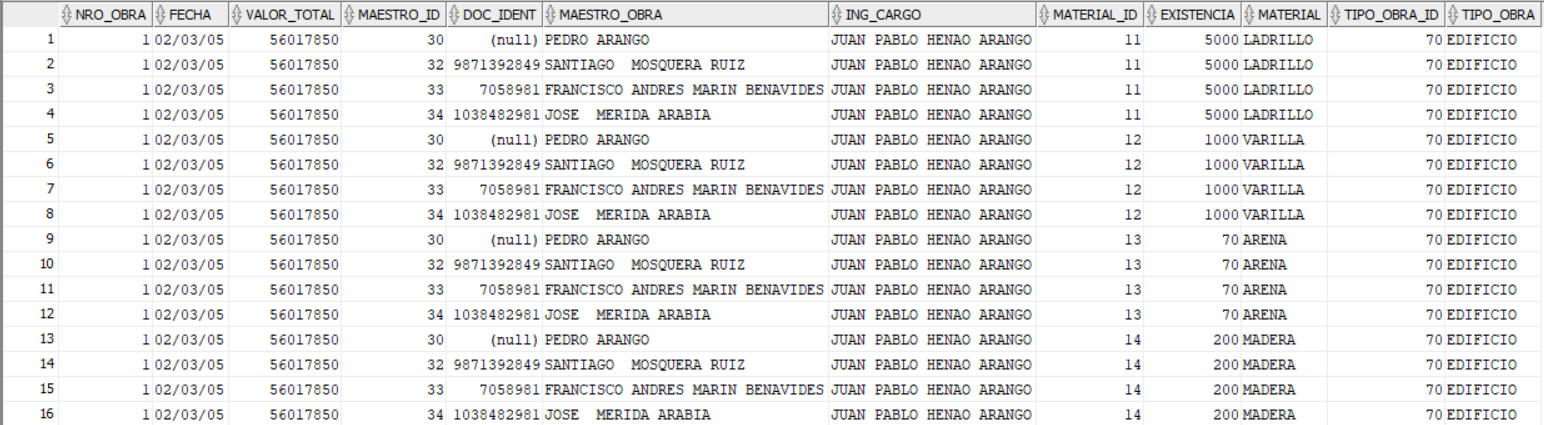 NRO_OBRA FECHA VALOR_TOTAL MAESTRO_ID DOC_IDENT MAESTRO_OBRA ING_CARGO MATERIAL_ID EXISTENCIA MATERIAL TIPO_OBRA_ID TIPO_OBRA
1 1 02/03/05 56017850 30 (null) PEDRO ARANGO JUAN PABLO HENAO ARANGO 11 5000 LADRILLO 70 EDIFICIO
2 1 02/03/05 56017850 32 9871392849 SANTIAGO  MOSQUERA RUIZ JUAN PABLO HENAO ARANGO 11 5000 LADRILLO 70 EDIFICIO
3 1 02/03/05 56017850 33 7058981 FRANCISCO ANDRES MARIN BENAVIDES JUAN PABLO HENAO ARANGO 11 5000 LADRILLO 70 EDIFICIO
4 1 02/03/05 56017850 34 1038482981 JOSE  MERIDA ARABIA JUAN PABLO HENAO ARANGO 11 5000 LADRILLO 70 EDIFICIO
5 1 02/03/05 56017850 30 (null) PEDRO ARANGO JUAN PABLO HENAO ARANGO 12 1000 VARILLA 70 EDIFICIO
6 1 02/03/05 56017850 32 9871392849 SANTIAGO  MOSQUERA RUIZ JUAN PABLO HENAO ARANGO 12 1000 VARILLA 70 EDIFICIO
7 1 02/03/05 56017850 33 7058981 FRANCISCO ANDRES MARIN BENAVIDES JUAN PABLO HENAO ARANGO 12 1000 VARILLA 70 EDIFICIO
8 1 02/03/05 56017850 34 1038482981 JOSE  MERIDA ARABIA JUAN PABLO HENAO ARANGO 12 1000 VARILLA 70 EDIFICIO
9 1 02/03/05 56017850 30 (null) PEDRO ARANGO JUAN PABLO HENAO ARANGO 13 70 ARENA 70 EDIFICIO
10 1 02/03/05 56017850 32 9871392849 SANTIAGO  MOSQUERA RUIZ JUAN PABLO HENAO ARANGO 13 70 ARENA 70 EDIFICIO
11 1 02/03/05 56017850 33 7058981 FRANCISCO ANDRES MARIN BENAVIDES JUAN PABLO HENAO ARANGO 13 70 ARENA 70 EDIFICIO
12 1 02/03/05 56017850 34 1038482981 JOSE  MERIDA ARABIA JUAN PABLO HENAO ARANGO 13 70 ARENA 70 EDIFICIO
13 1 02/03/05 56017850 30 (null) PEDRO ARANGO JUAN PABLO HENAO ARANGO 14 200 MADERA 70 EDIFICIO
14 1 02/03/05 56017850 32 9871392849 SANTIAGO  MOSQUERA RUIZ JUAN PABLO HENAO ARANGO 14 200 MADERA 70 EDIFICIO
15 1 02/03/05 56017850 33 7058981 FRANCISCO ANDRES MARIN BENAVIDES JUAN PABLO HENAO ARANGO 14 200 MADERA 70 EDIFICIO
16 1 02/03/05 56017850 34 1038482981 JOSE  MERIDA ARABIA JUAN PABLO HENAO ARANGO 14 200 MADERA 70 EDIFICIO